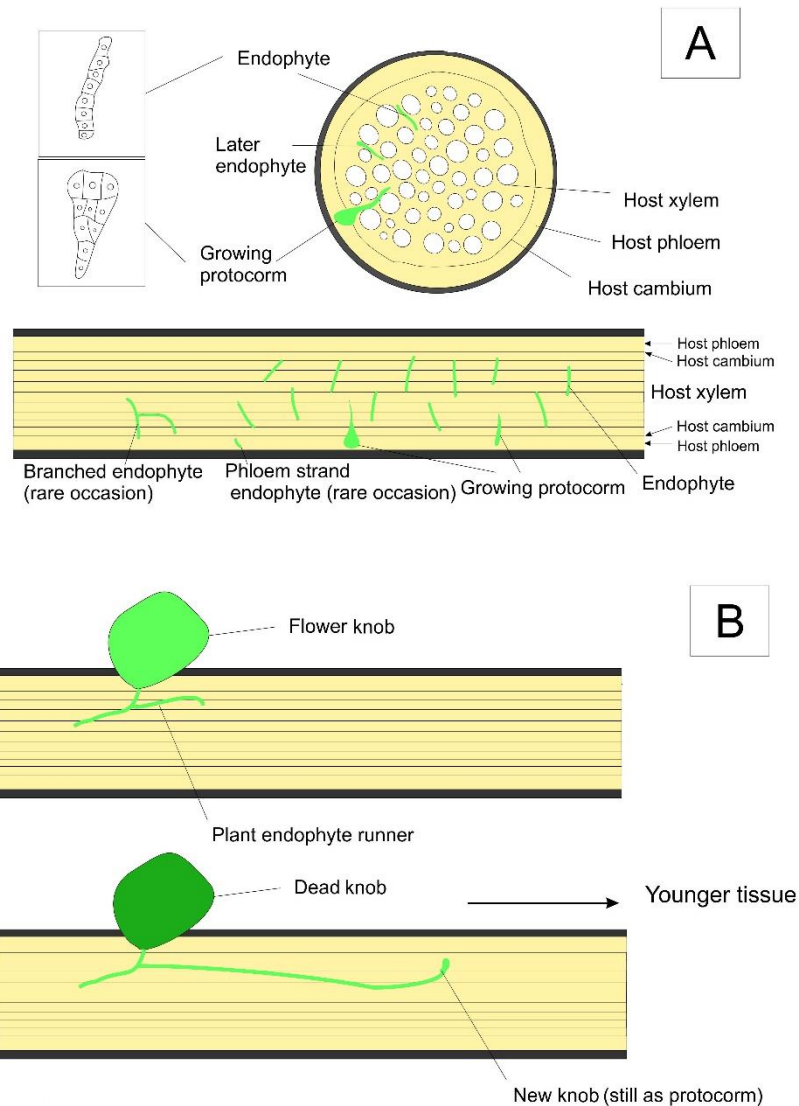 A
Endophyte
Later
endophyte
Growing
protocorm
Host xylem
Host phloem
Host cambium
Host phloem
Host cambium
Host xylem
Host cambium
Host phloem
Branched endophyte
(rare occasion)
Phloem strand
endophyte (rare occasion)
Growing protocorm
Endophyte
B
Flower knob
Plant endophyte runner
Dead knob
Younger tissue
New knob (still as protocorm)